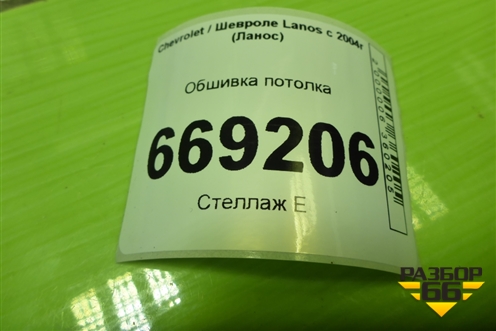 Chevrolet / Шевроле Lanos с 2004г
(Ланос)
Обшивка потолка
669206
Стеллаж E
РАЗБОР
66